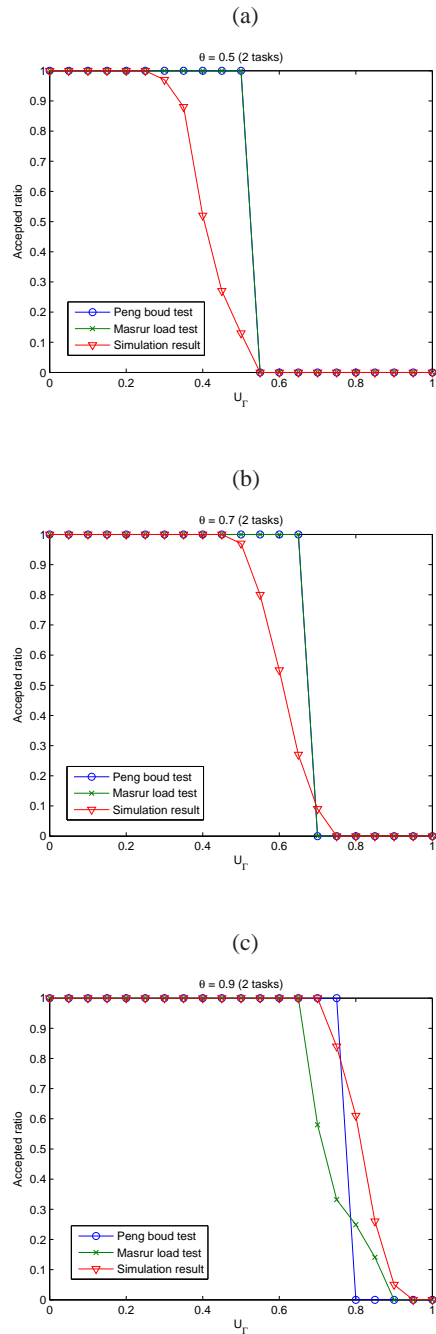 (a)
θ = 0.5 (2 tasks)
1
0.9
0.8
0.7
0.6
0.5
0.4
0.3
0.2
0.1
0
Accepted ratio
Peng boud test
Masrur load test
Simulation result
0 0.2 0.4 0.6 0.8 1
U_Γ
(b)
θ = 0.7 (2 tasks)
1
0.9
0.8
0.7
0.6
0.5
0.4
0.3
0.2
0.1
0
Accepted ratio
Peng boud test
Masrur load test
Simulation result
0 0.2 0.4 0.6 0.8 1
U_Γ
(c)
θ = 0.9 (2 tasks)
1
0.9
0.8
0.7
0.6
0.5
0.4
0.3
0.2
0.1
0
Accepted ratio
Peng boud test
Masrur load test
Simulation result
0 0.2 0.4 0.6 0.8 1
U_Γ